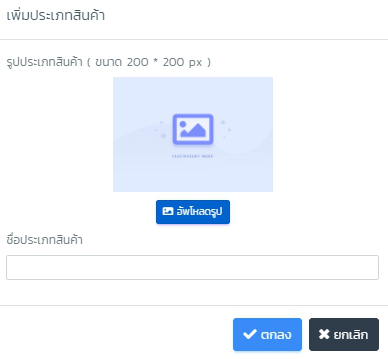 เพิ่มประเภทสินค้า
รูปประเภทสินค้า ( ขนาด 200 * 200 px )
อัพโหลดรูป
ชื่อประเภทสินค้า
ตกลง
ยกเลิก